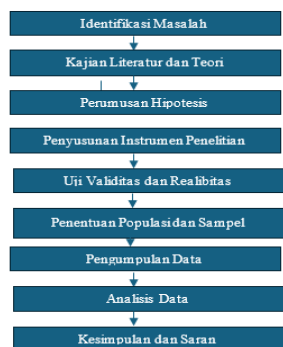 Identifikasi Masalah
Kajian Literatur dan Teori
Perumusan Hipotesis
Penyusunan Instrumen Penelitian
Uji Validitas dan Realibitas
Penentuan Populasi dan Sampel
Pengumpulan Data
Analisis Data
Kesimpulan dan Saran